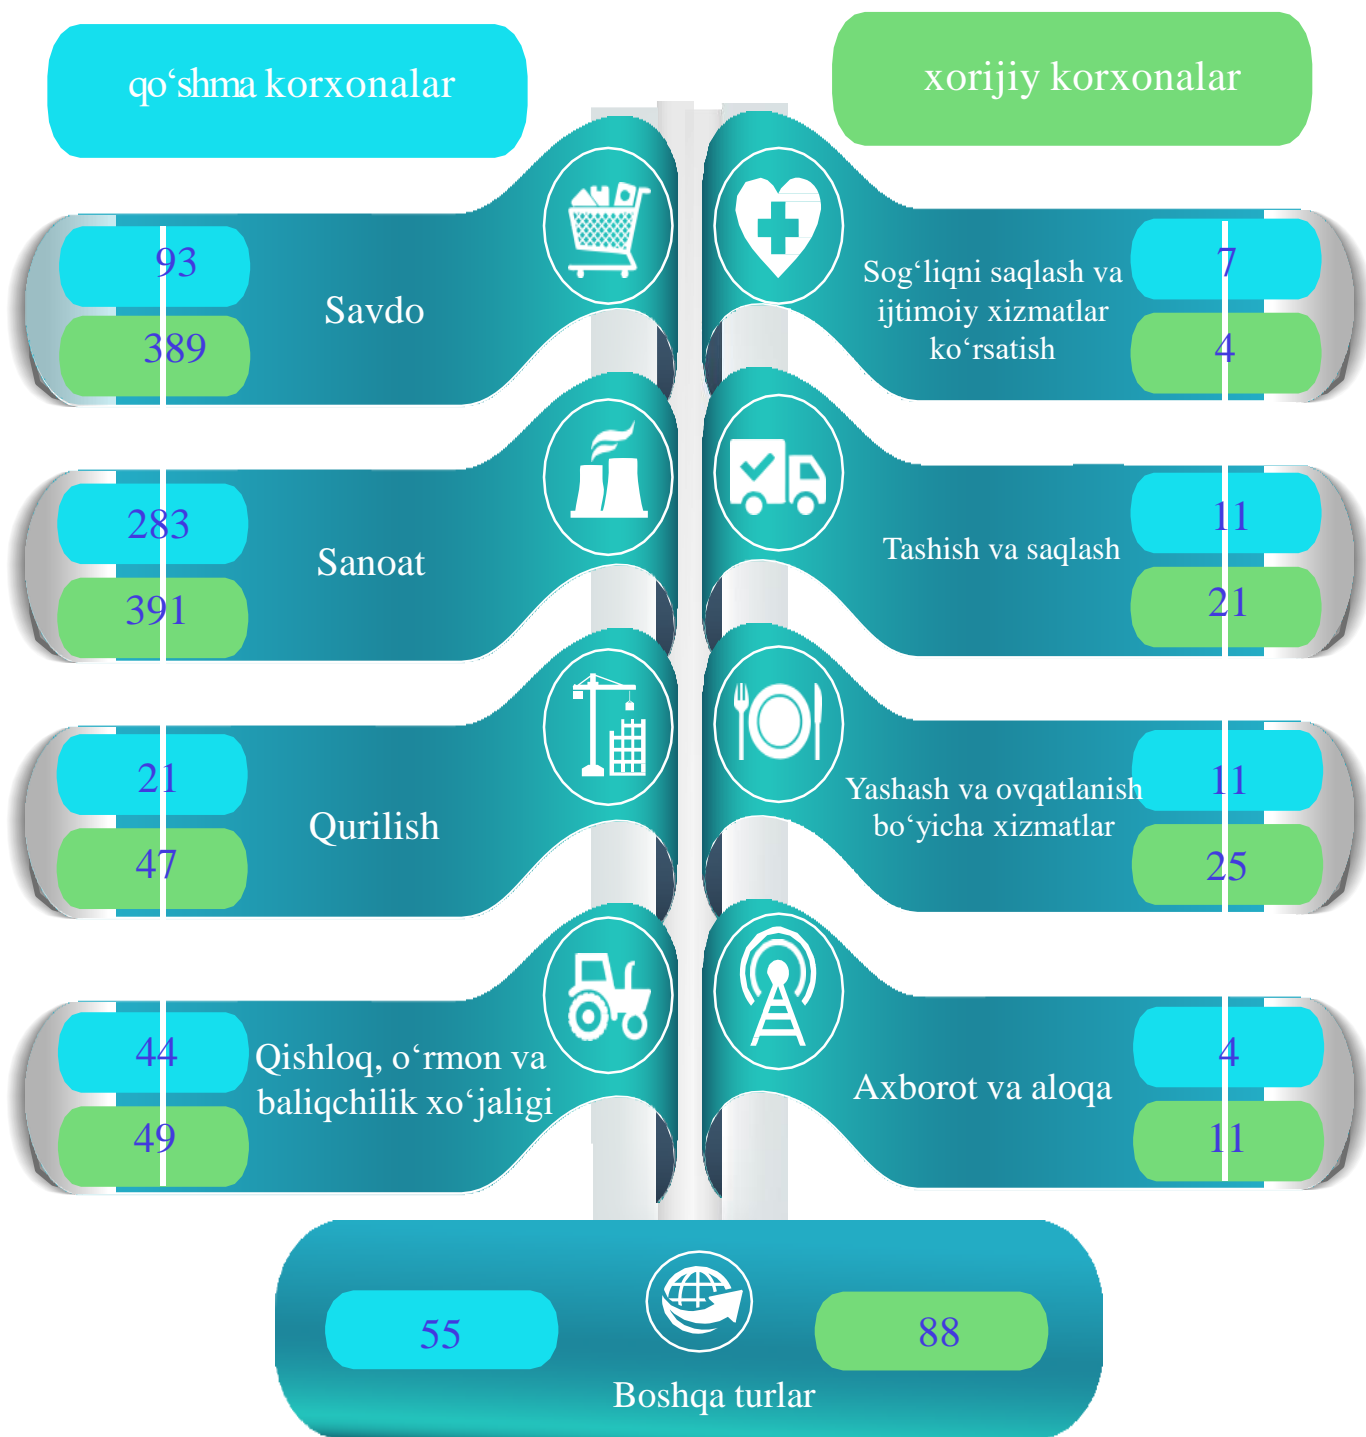 qo‘shma korxonalar
xorijiy korxonalar
93
389
Savdo
Sog‘liqni saqlash va
ijtimoiy xizmatlar
ko‘rsatish
7
4
283
391
Sanoat
Tashish va saqlash
11
21
21
47
Qurilish
Yashash va ovqatlanish
bo‘yicha xizmatlar
11
25
44
49
Qishloq, o‘rmon va
baliqchilik xo‘jaligi
Axborot va aloqa
4
11
55
88
Boshqa turlar